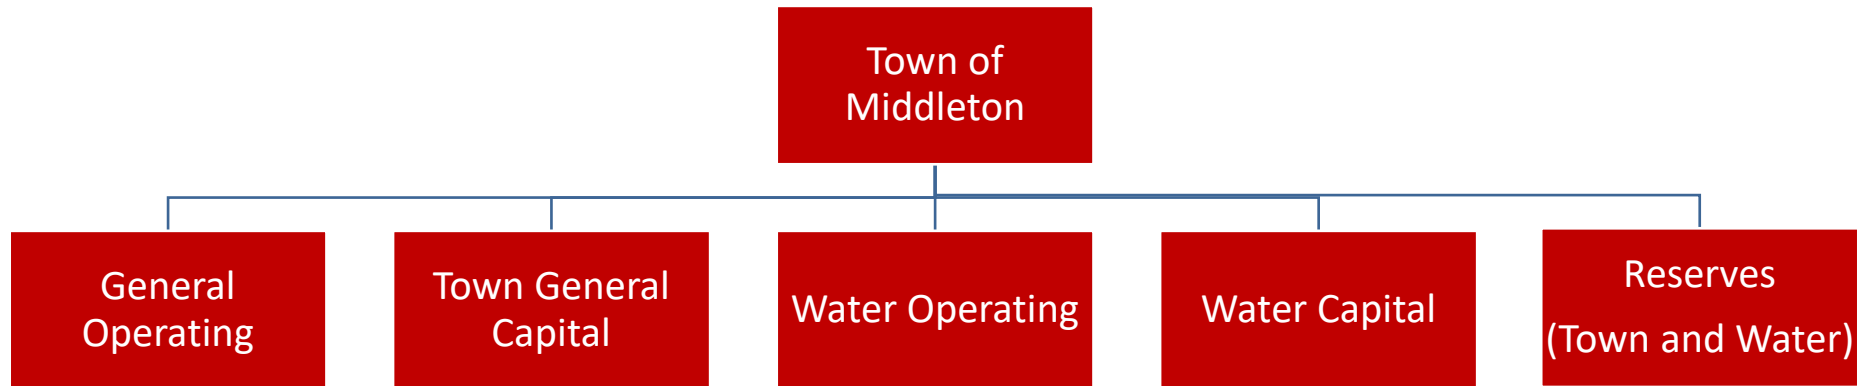 Town of
Middleton
General
Operating
Town General
Capital
Water Operating
Water Capital
Reserves
(Town and Water)